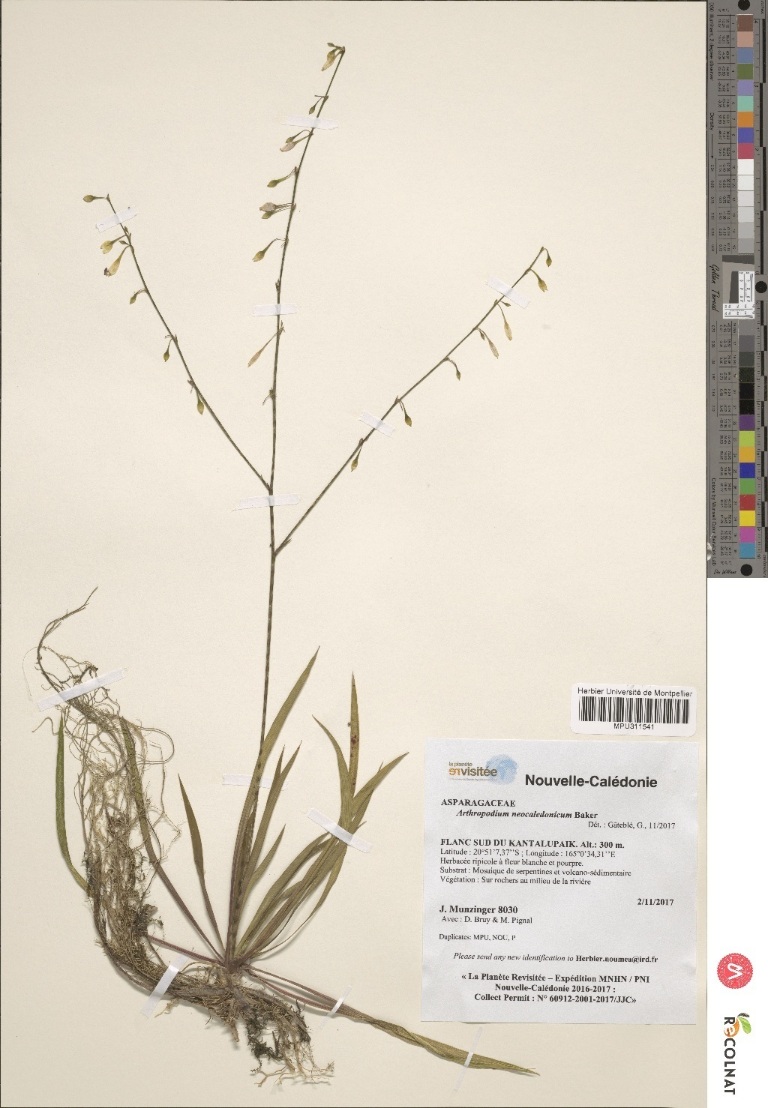 Herbier Université de Montpellier
MPU311541
la planète
revisitée
Nouvelle-Calédonie
ASPARAGACEAE
Arthropodium neocaledonicum Baker
Dét. : Gâteblé, G., 11/2017
FLANC SUD DU KANTALUPAIK. Alt.: 300 m.
Latitude : 20°51'7,37''S ; Longitude : 165°0'34,31''E
Herbacée ripicole à fleur blanche et pourpre.
Substrat : Mosaïque de serpentines et volcano-sédimentaire
Végétation : Sur rochers au milieu de la rivière
2/11/2017
J. Munzinger 8030
Avec : D. Bruy & M. Pignal
Duplicates: MPU, NOU, P
Please send any new identification to Herbier.noumea@ird.fr
« La Planète Revisitée – Expédition MNHN / PNI
Nouvelle-Calédonie 2016-2017 :
Collect Permit : N° 60912-2001-2017/JJC»
RECOLNAT